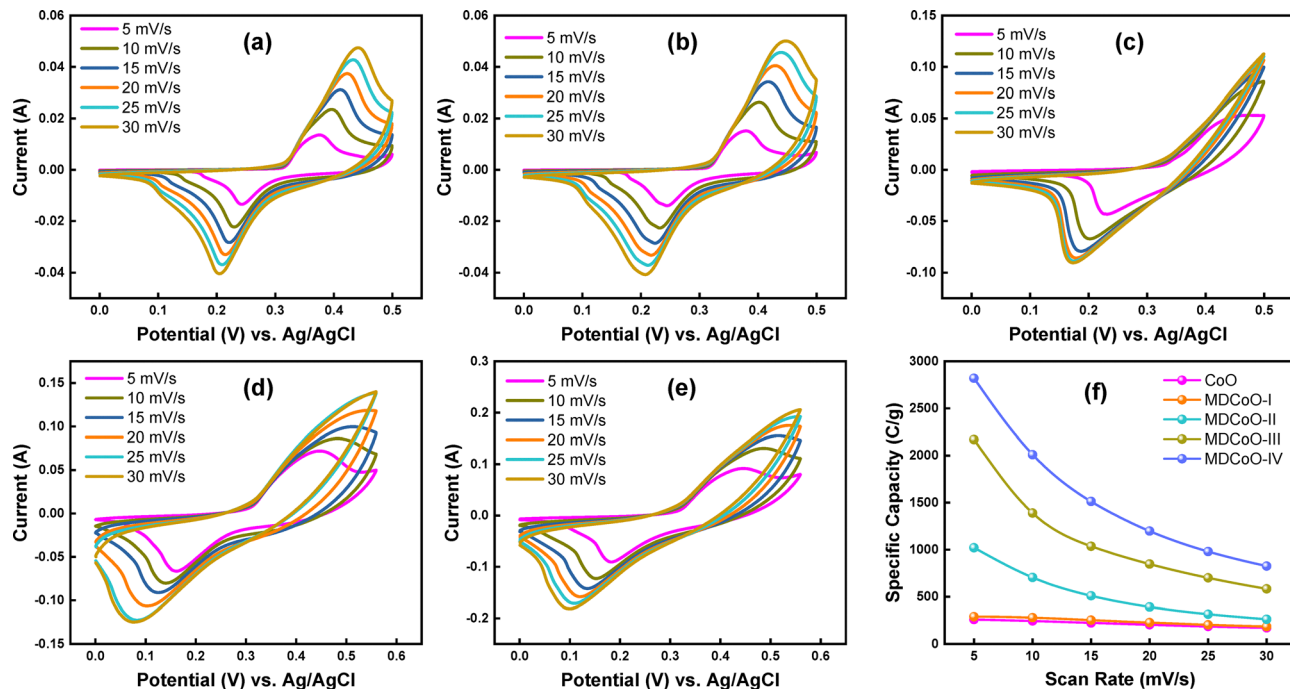 (a)
5 mV/s
10 mV/s
15 mV/s
20 mV/s
25 mV/s
30 mV/s
0.06
0.04
0.02
0.00
-0.02
-0.04
Current (A)
0.0 0.1 0.2 0.3 0.4 0.5
Potential (V) vs. Ag/AgCl
(b)
5 mV/s
10 mV/s
15 mV/s
20 mV/s
25 mV/s
30 mV/s
0.06
0.04
0.02
0.00
-0.02
-0.04
Current (A)
0.0 0.1 0.2 0.3 0.4 0.5
Potential (V) vs. Ag/AgCl
(c)
5 mV/s
10 mV/s
15 mV/s
20 mV/s
25 mV/s
30 mV/s
0.15
0.10
0.05
0.00
-0.05
-0.10
Current (A)
0.0 0.1 0.2 0.3 0.4 0.5
Potential (V) vs. Ag/AgCl
(d)
5 mV/s
10 mV/s
15 mV/s
20 mV/s
25 mV/s
30 mV/s
0.15
0.10
0.05
0.00
-0.05
-0.10
-0.15
Current (A)
0.0 0.1 0.2 0.3 0.4 0.5 0.6
Potential (V) vs. Ag/AgCl
(e)
5 mV/s
10 mV/s
15 mV/s
20 mV/s
25 mV/s
30 mV/s
0.3
0.2
0.1
0.0
-0.1
-0.2
Current (A)
0.0 0.1 0.2 0.3 0.4 0.5 0.6
Potential (V) vs. Ag/AgCl
(f)
CoO
MDCoO-I
MDCoO-II
MDCoO-III
MDCoO-IV
3000
2500
2000
1500
1000
500
0
Specific Capacity (C/g)
5 10 15 20 25 30
Scan Rate (mV/s)